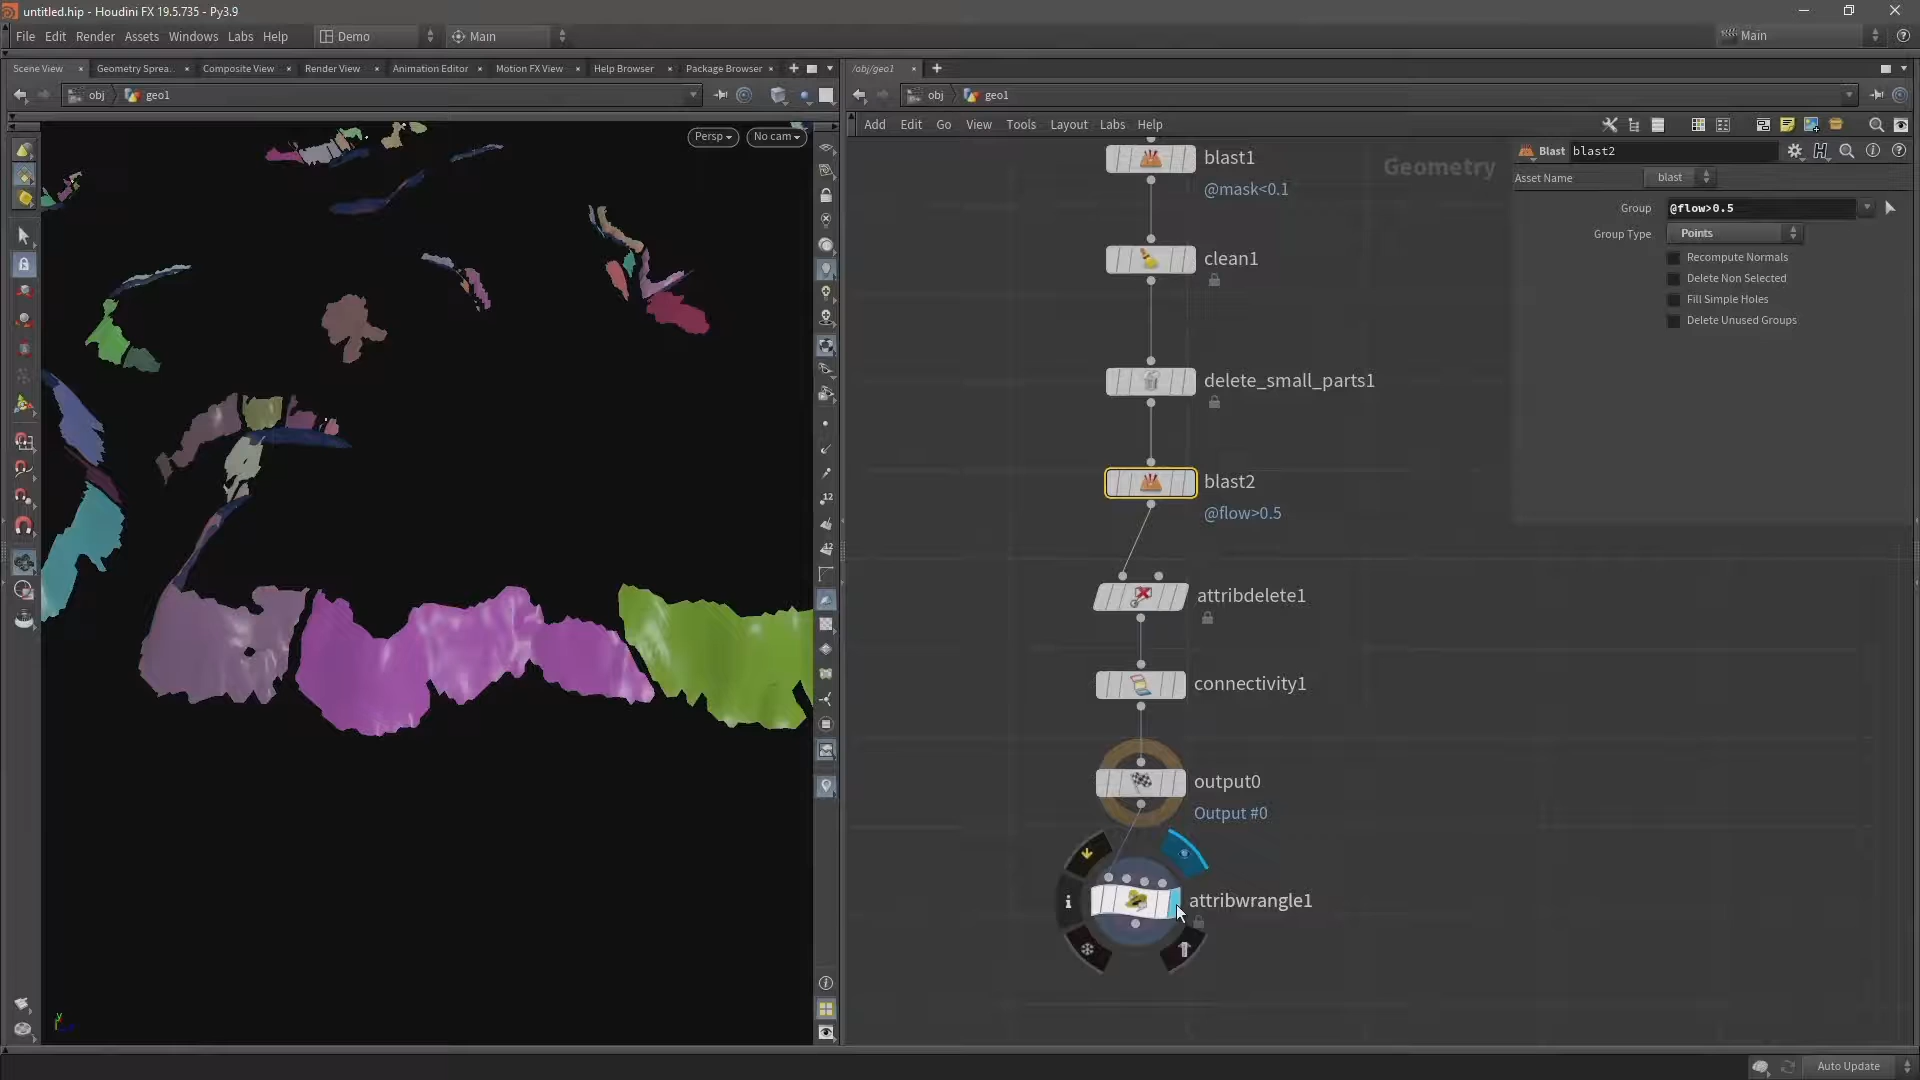 untitled.hip - Houdini FX 19.5.735 - Py3.9
File Edit Render Assets Windows Labs Help Demo Main Main
Scene View Geometry Sprea.. Composite View Render View Animation Editor Motion FX View Help Browser Package Browser
obj geo1
Persp No cam
/obj/geo1
obj geo1
Add Edit Go View Tools Layout Labs Help
Geometry
blast1
@mask<0.1
clean1
delete_small_parts1
blast2
@flow>0.5
attribdelete1
connectivity1
output0
Output #0
attribwrangle1
Blast blast2
Asset Name blast
Group @flow>0.5
Group Type Points
Recompute Normals
Delete Non Selected
Fill Simple Holes
Delete Unused Groups
12
12
y
Auto Update